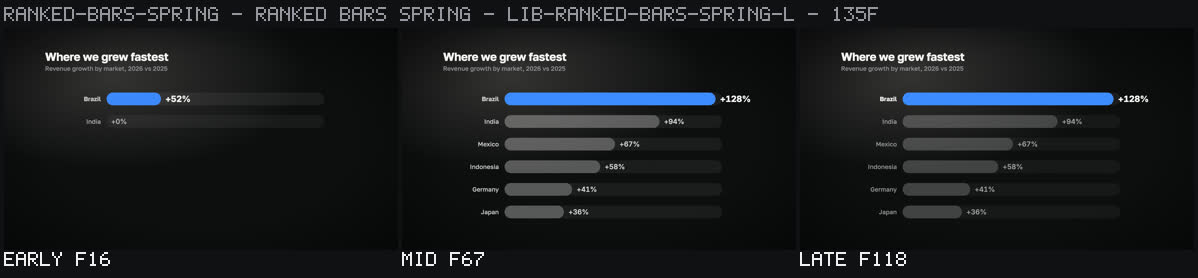 RANKED-BARS-SPRING - RANKED BARS SPRING - LIB-RANKED-BARS-SPRING-L - 135F
Where we grew fastest
Revenue growth by market, 2026 vs 2025
Brazil +52%
India +0%
EARLY F16
Where we grew fastest
Revenue growth by market, 2026 vs 2025
Brazil +128%
India +94%
Mexico +67%
Indonesia +58%
Germany +41%
Japan +36%
MID F67
Where we grew fastest
Revenue growth by market, 2026 vs 2025
Brazil +128%
India +94%
Mexico +67%
Indonesia +58%
Germany +41%
Japan +36%
LATE F118